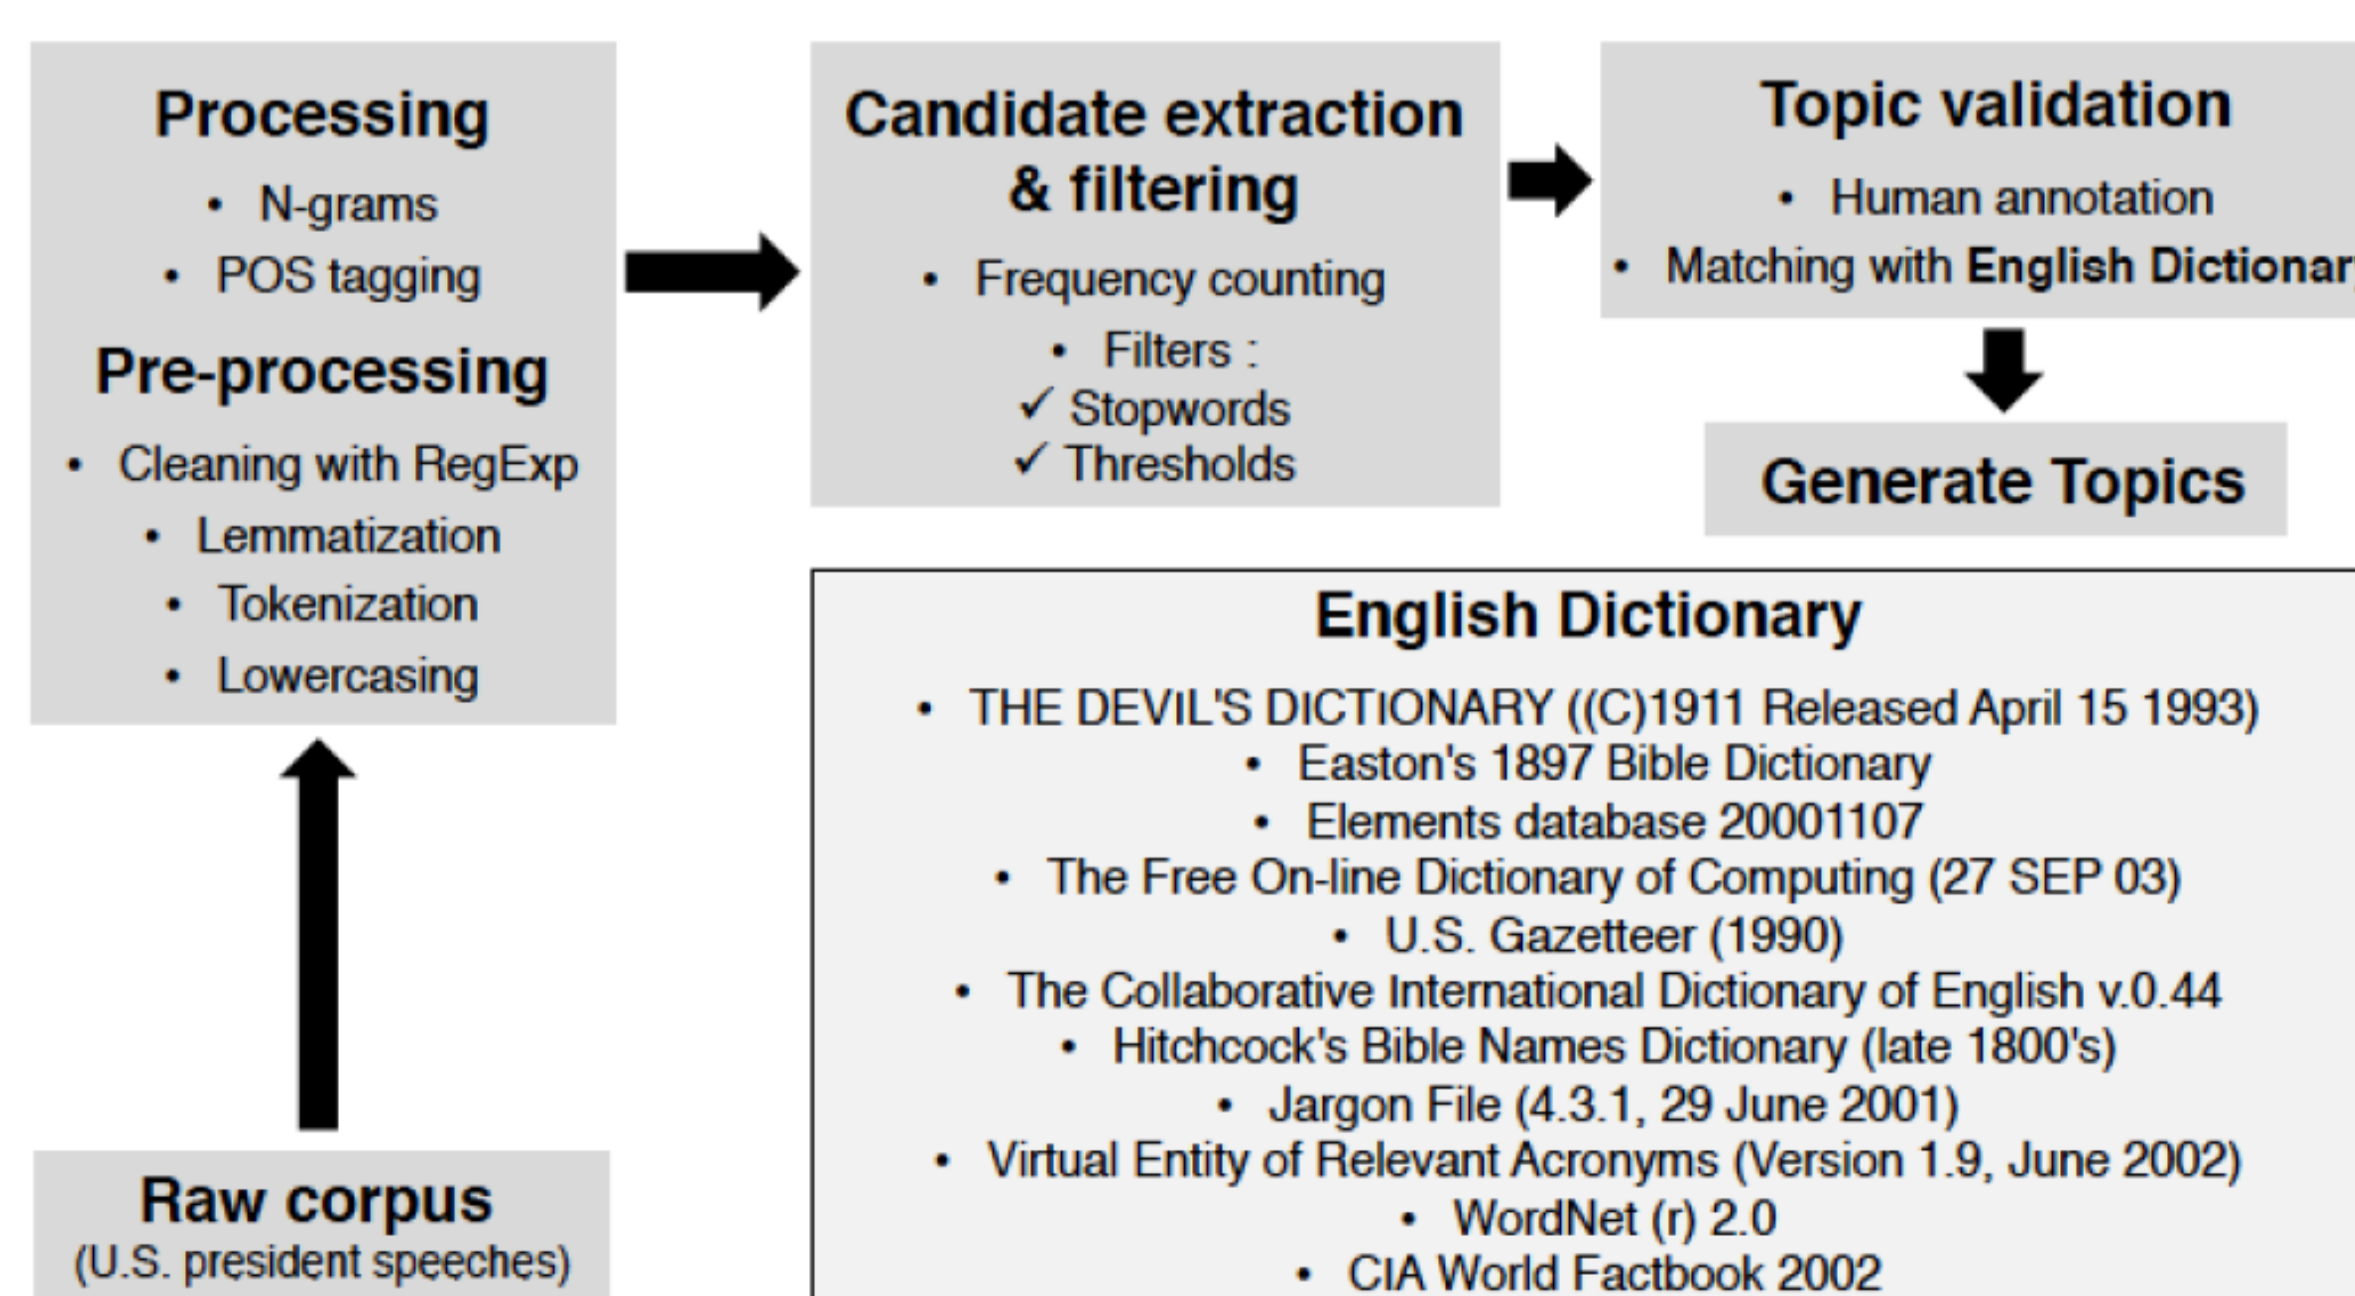 Processing
• N-grams
• POS tagging
Pre-processing
• Cleaning with RegExp
• Lemmatization
• Tokenization
• Lowercasing
Raw corpus
(U.S. president speeches)
Candidate extraction
& filtering
• Frequency counting
• Filters :
✓ Stopwords
✓ Thresholds
Topic validation
• Human annotation
• Matching with English Dictionary
Generate Topics
English Dictionary
• THE DEVIL'S DICTIONARY ((C)1911 Released April 15 1993)
• Easton's 1897 Bible Dictionary
• Elements database 20001107
• The Free On-line Dictionary of Computing (27 SEP 03)
• U.S. Gazetteer (1990)
• The Collaborative International Dictionary of English v.0.44
• Hitchcock's Bible Names Dictionary (late 1800's)
• Jargon File (4.3.1, 29 June 2001)
• Virtual Entity of Relevant Acronyms (Version 1.9, June 2002)
• WordNet (r) 2.0
• CIA World Factbook 2002